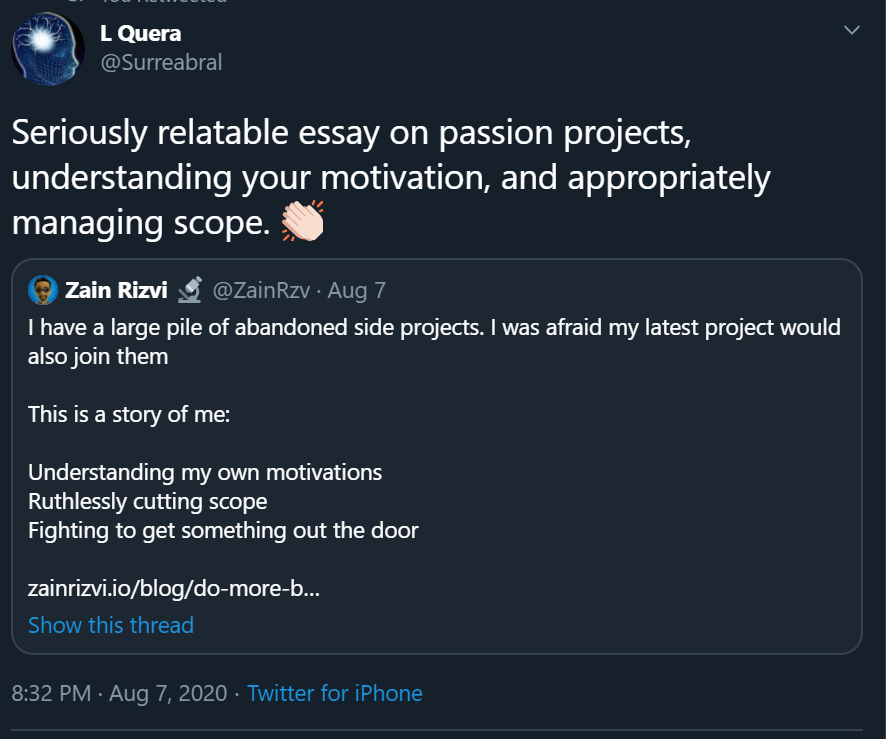 You Retweeted
L Quera
@Surreabral
Seriously relatable essay on passion projects,
understanding your motivation, and appropriately
managing scope. 👏🏻
Zain Rizvi 🔬 @ZainRzv · Aug 7
I have a large pile of abandoned side projects. I was afraid my latest project would
also join them
This is a story of me:
Understanding my own motivations
Ruthlessly cutting scope
Fighting to get something out the door
zainrizvi.io/blog/do-more-b...
Show this thread
8:32 PM · Aug 7, 2020 · Twitter for iPhone